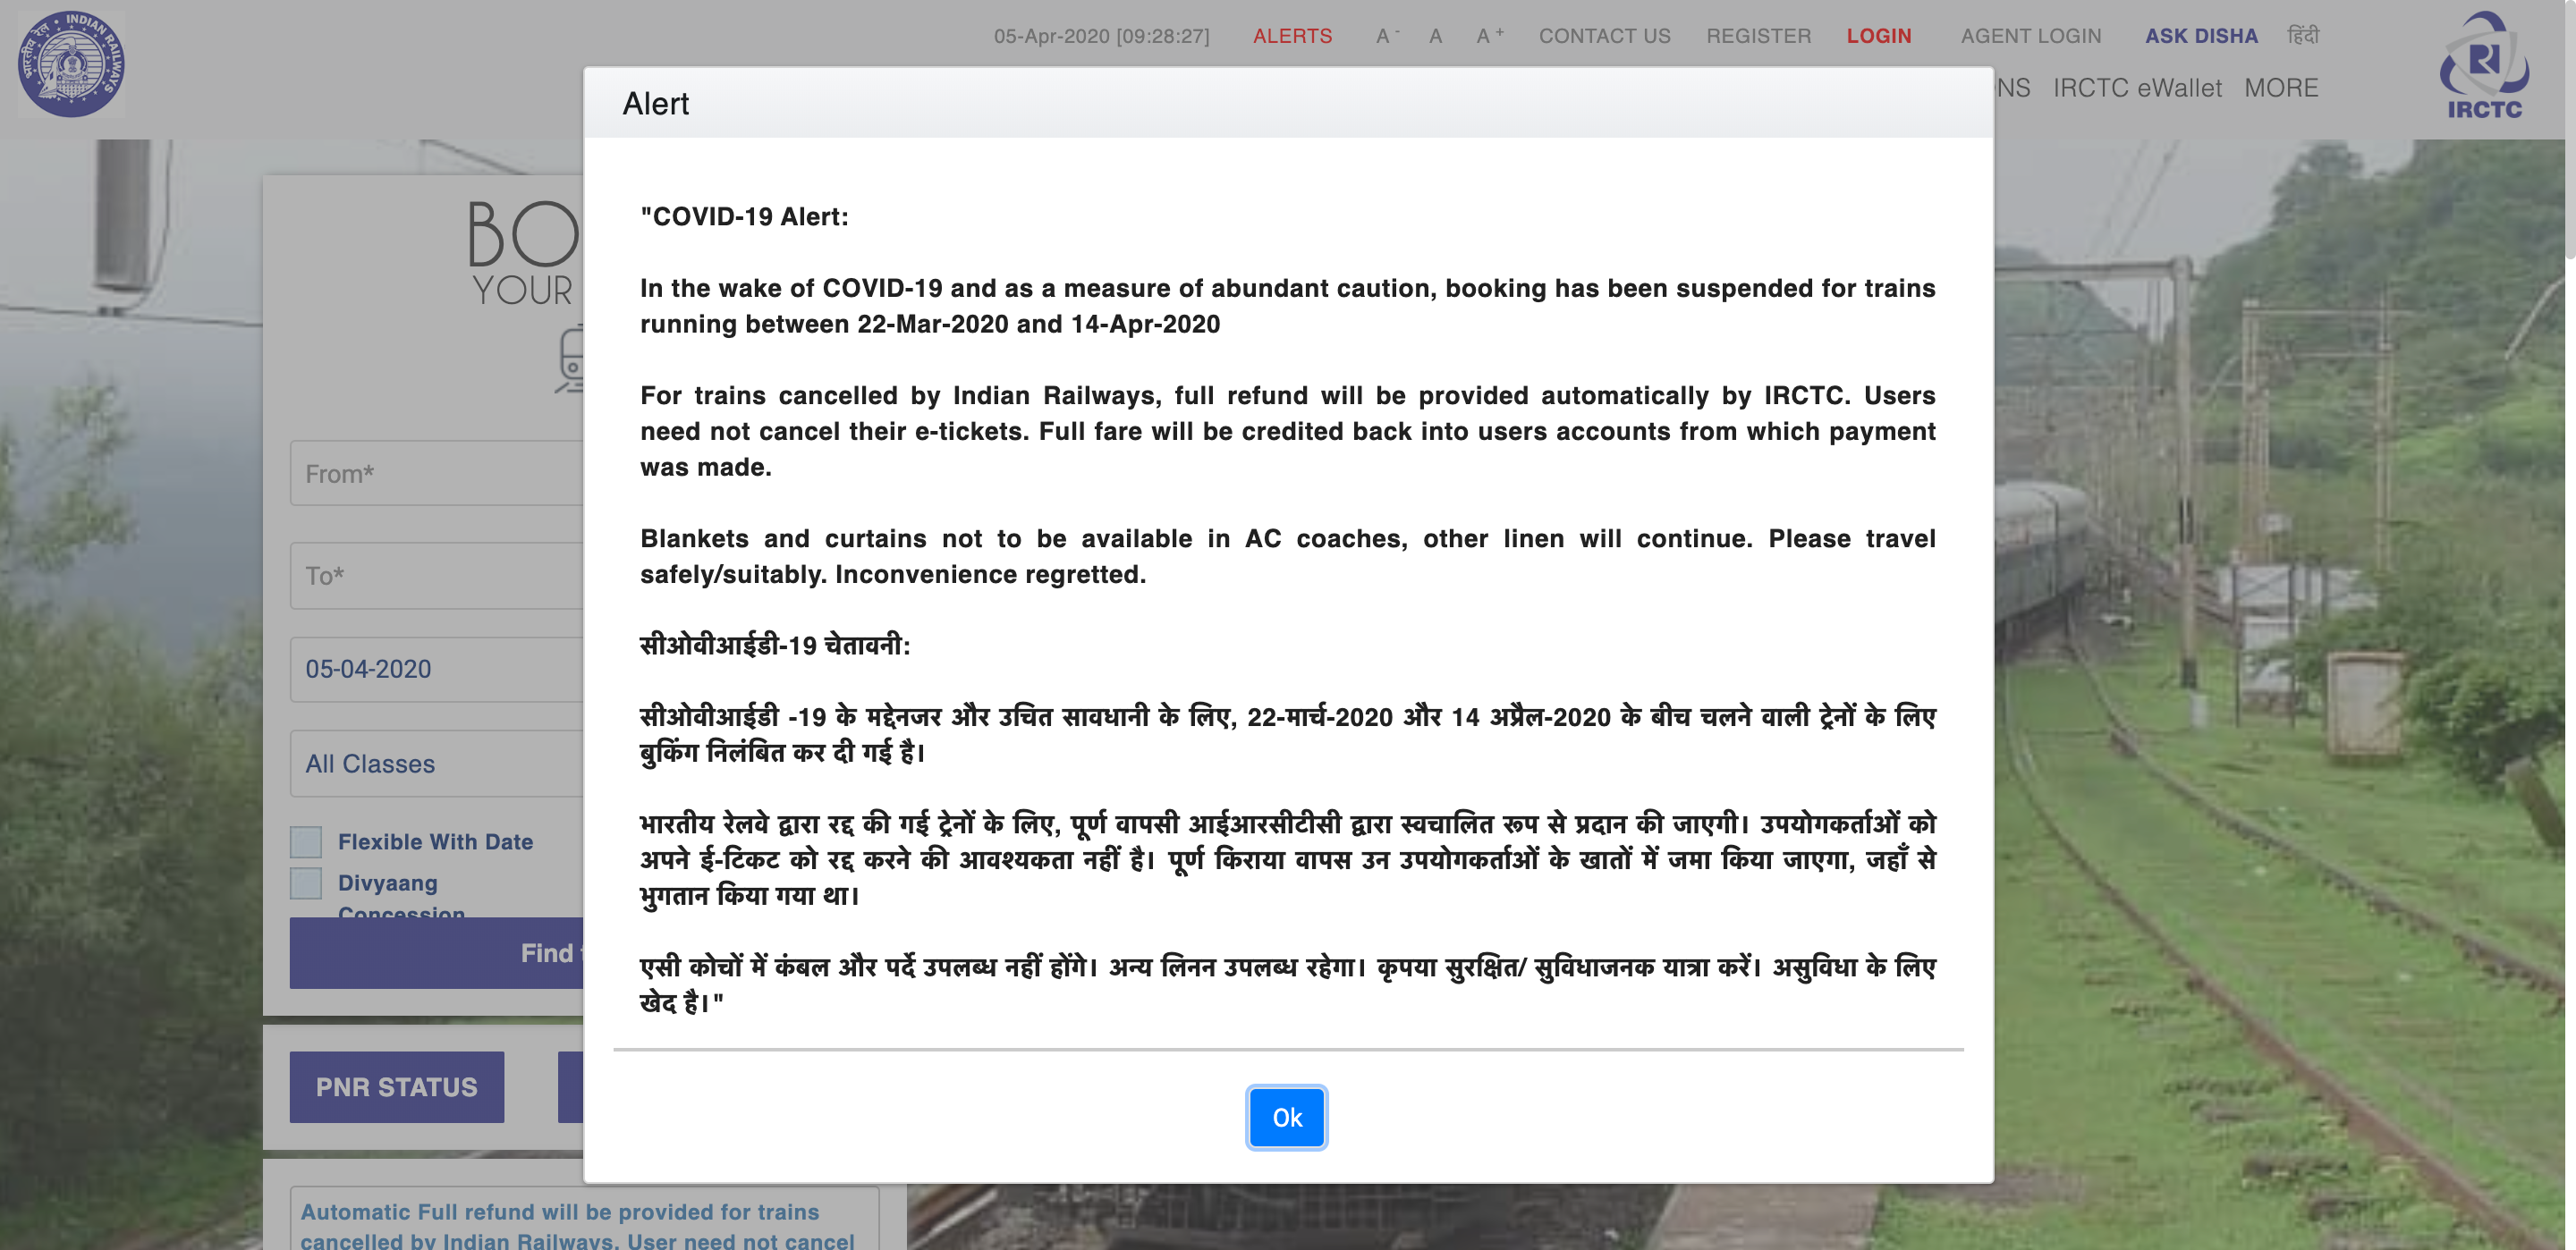 भारतीय रेल INDIAN RAILWAYS
05-Apr-2020 [09:28:27] ALERTS A - A A + CONTACT US REGISTER LOGIN AGENT LOGIN ASK DISHA हिंदी
IRCTC eWallet MORE
IRCTC
Alert
"COVID-19 Alert:
In the wake of COVID-19 and as a measure of abundant caution, booking has been suspended for trains
running between 22-Mar-2020 and 14-Apr-2020
For trains cancelled by Indian Railways, full refund will be provided automatically by IRCTC. Users
need not cancel their e-tickets. Full fare will be credited back into users accounts from which payment
was made.
Blankets and curtains not to be available in AC coaches, other linen will continue. Please travel
safely/suitably. Inconvenience regretted.
सीओवीआईडी-19 चेतावनी:
सीओवीआईडी -19 के मद्देनजर और उचित सावधानी के लिए, 22-मार्च-2020 और 14 अप्रैल-2020 के बीच चलने वाली ट्रेनों के लिए
बुकिंग निलंबित कर दी गई है।
भारतीय रेलवे द्वारा रद्द की गई ट्रेनों के लिए, पूर्ण वापसी आईआरसीटीसी द्वारा स्वचालित रूप से प्रदान की जाएगी। उपयोगकर्ताओं को
अपने ई-टिकट को रद्द करने की आवश्यकता नहीं है। पूर्ण किराया वापस उन उपयोगकर्ताओं के खातों में जमा किया जाएगा, जहाँ से
भुगतान किया गया था।
एसी कोचों में कंबल और पर्दे उपलब्ध नहीं होंगे। अन्य लिनन उपलब्ध रहेगा। कृपया सुरक्षित/ सुविधाजनक यात्रा करें। असुविधा के लिए
खेद है।"
Ok
YOUR
From*
To*
05-04-2020
All Classes
Flexible With Date
Divyaang
Concession
Find
PNR STATUS
Automatic Full refund will be provided for trains
cancelled by Indian Railways. User need not cancel